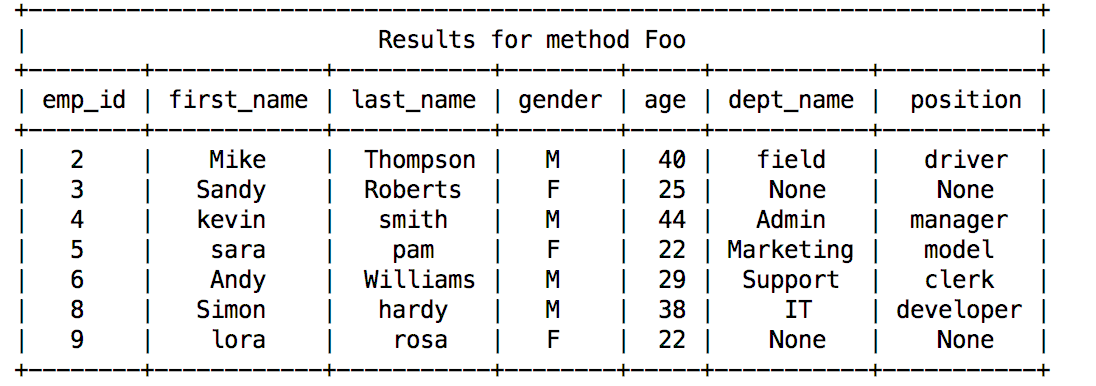 +------------------------------------------------------------------------+
|                         Results for method Foo                         |
+--------+------------+-----------+--------+-----+-----------+-----------+
| emp_id | first_name | last_name | gender | age | dept_name |  position |
+--------+------------+-----------+--------+-----+-----------+-----------+
|   2    |    Mike    |  Thompson |   M    |  40 |   field   |   driver  |
|   3    |   Sandy    |  Roberts  |   F    |  25 |    None   |    None   |
|   4    |   kevin    |   smith   |   M    |  44 |   Admin   |  manager  |
|   5    |    sara    |    pam    |   F    |  22 | Marketing |   model   |
|   6    |    Andy    |  Williams |   M    |  29 |  Support  |   clerk   |
|   8    |   Simon    |   hardy   |   M    |  38 |     IT    | developer |
|   9    |    lora    |    rosa   |   F    |  22 |    None   |    None   |
+--------+------------+-----------+--------+-----+-----------+-----------+